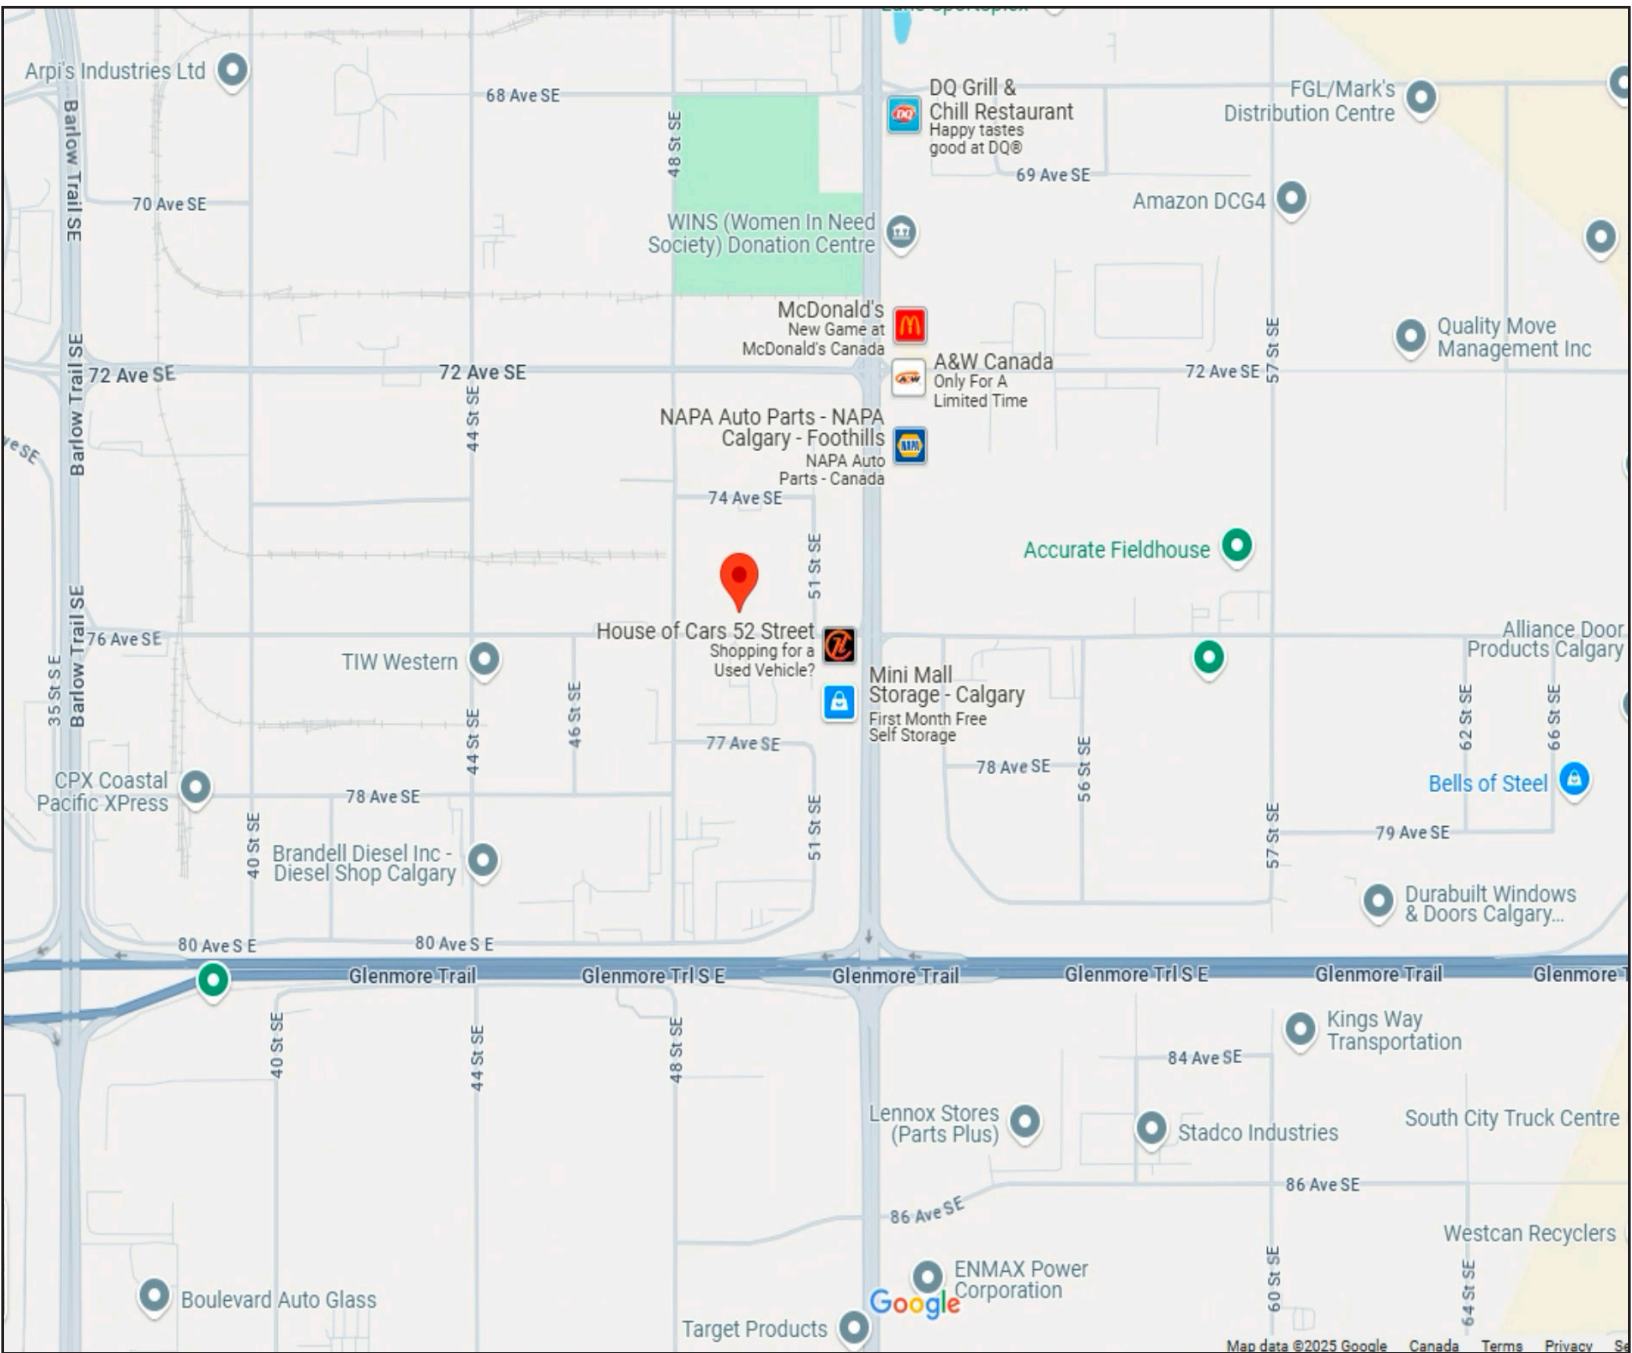 Arpi's Industries Ltd
68 Ave SE
DQ Grill &
Chill Restaurant
Happy tastes
good at DQ®
FGL/Mark's
Distribution Centre
Barlow Trail SE
48 St SE
69 Ave SE
70 Ave SE
Amazon DCG4
WINS (Women In Need
Society) Donation Centre
McDonald's
New Game at
McDonald's Canada
Quality Move
Management Inc
57 St SE
Barlow Trail SE
72 Ave SE
72 Ave SE
A&W Canada
Only For A
Limited Time
72 Ave SE
44 St SE
NAPA Auto Parts - NAPA
Calgary - Foothills
NAPA Auto
Parts - Canada
ve SE
74 Ave SE
51 St SE
Accurate Fieldhouse
Barlow Trail SE
35 St S E
76 Ave SE
House of Cars 52 Street
Shopping for a
Used Vehicle?
Alliance Door
Products Calgary
TIW Western
Mini Mall
Storage - Calgary
First Month Free
Self Storage
46 St SE
44 St SE
62 St SE
66 St SE
77 Ave SE
56 St SE
78 Ave SE
CPX Coastal
Pacific XPress
78 Ave SE
Bells of Steel
40 St SE
51 St SE
57 St SE
79 Ave SE
Brandell Diesel Inc -
Diesel Shop Calgary
Durabuilt Windows
& Doors Calgary...
80 Ave S E
80 Ave S E
Glenmore Trail
Glenmore Trl S E
Glenmore Trail
Glenmore Trl S E
Glenmore Trail
Glenmore T
40 St SE
44 St SE
48 St SE
Kings Way
Transportation
84 Ave SE
Lennox Stores
(Parts Plus)
Stadco Industries
South City Truck Centre
86 Ave SE
86 Ave SE
Westcan Recyclers
60 St SE
64 St SE
ENMAX Power
Corporation
Boulevard Auto Glass
Google
Target Products
Map data ©2025 Google
Canada
Terms
Privacy